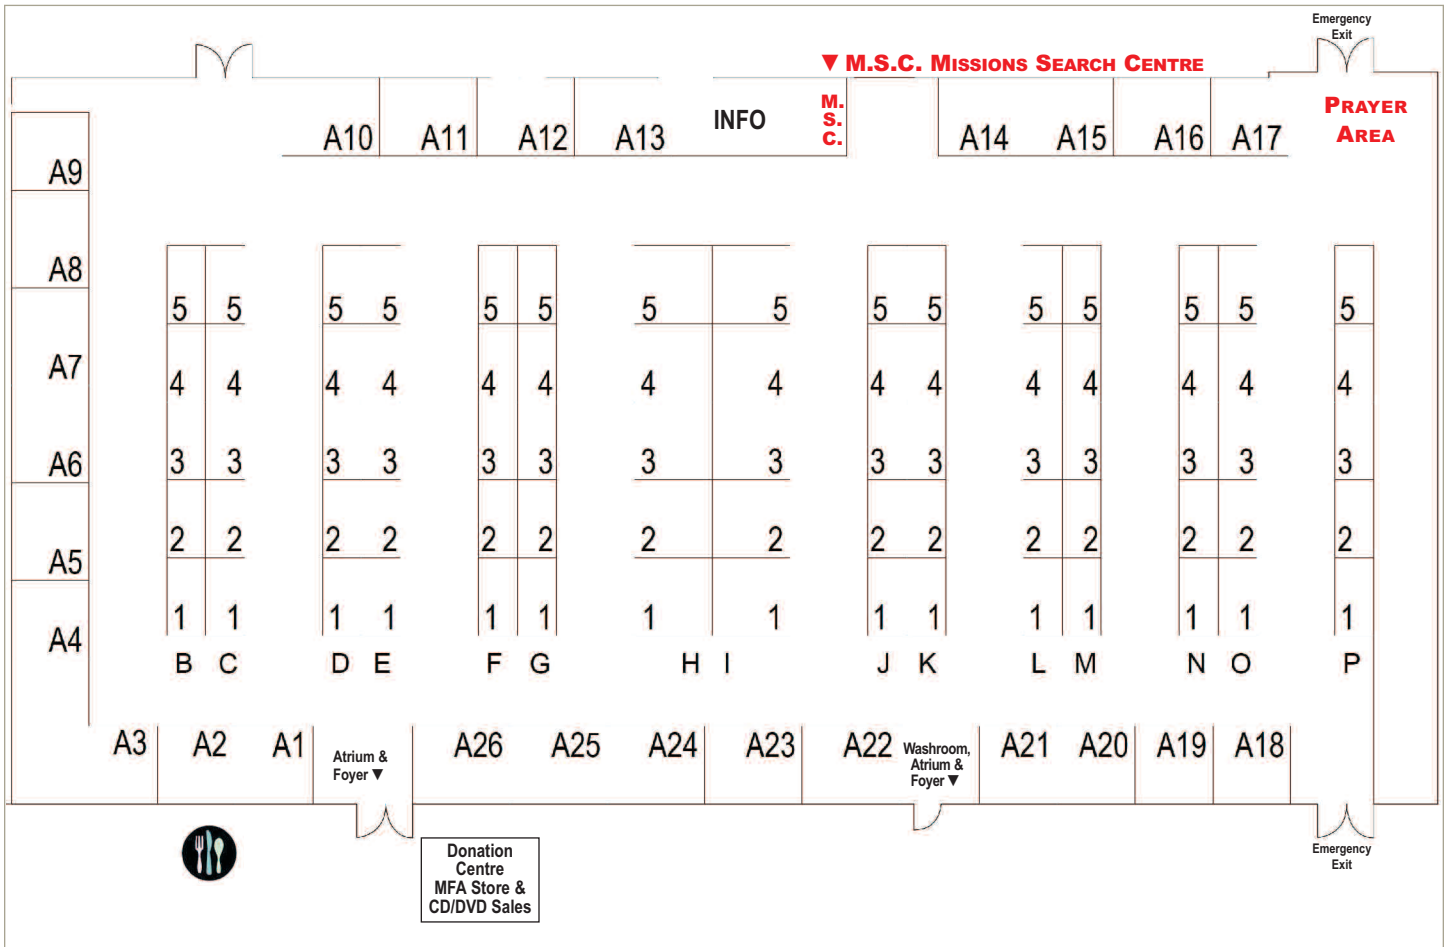 Emergency
Exit
▼ M.S.C. MISSIONS SEARCH CENTRE
M.
S.
C.
PRAYER
AREA
INFO
A10 A11 A12 A13 A14 A15 A16 A17
A9
A8
5 5 5 5 5 5 5 5 5 5 5 5 5 5 5
A7
4 4 4 4 4 4 4 4 4 4 4 4 4 4 4
A6
3 3 3 3 3 3 3 3 3 3 3 3 3 3 3
A5
2 2 2 2 2 2 2 2 2 2 2 2 2 2 2
A4
1 1 1 1 1 1 1 1 1 1 1 1 1 1 1
B C D E F G H I J K L M N O P
A3 A2 A1 A26 A25 A24 A23 A22 A21 A20 A19 A18
Atrium &
Foyer ▼
Washroom,
Atrium &
Foyer ▼
Donation
Centre
MFA Store &
CD/DVD Sales
Emergency
Exit